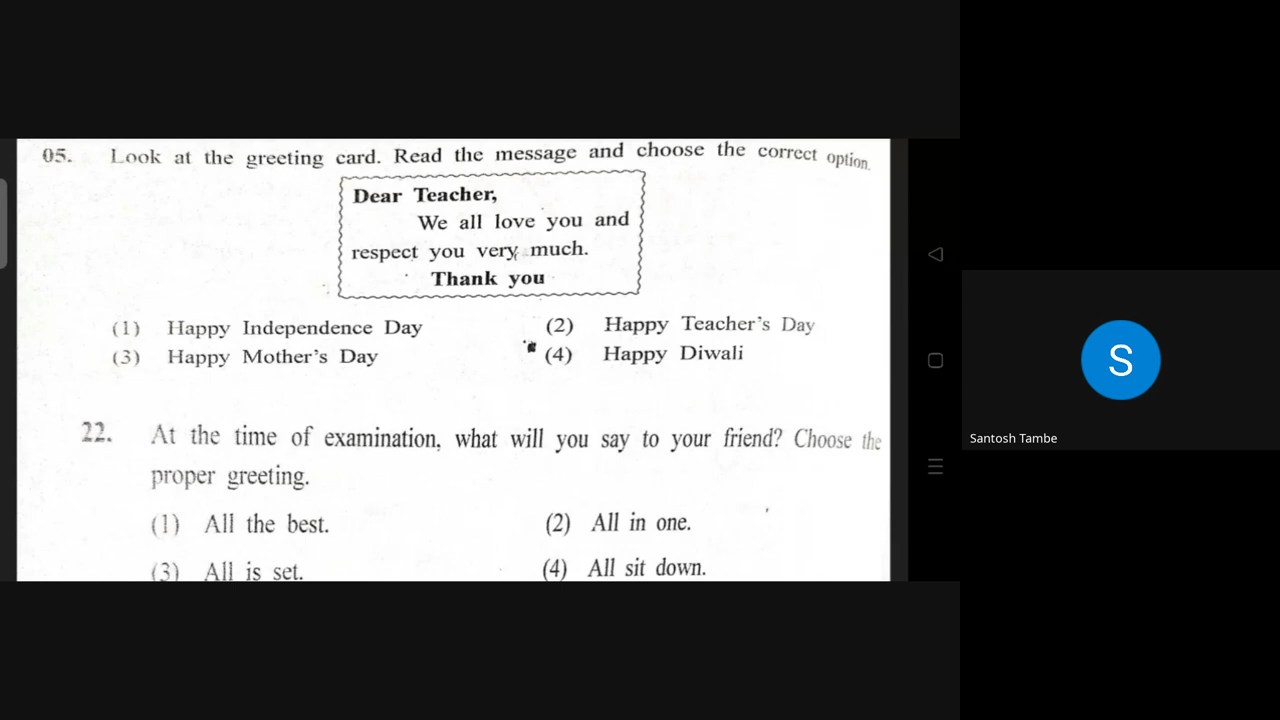 05. Look at the greeting card. Read the message and choose the correct option.
Dear Teacher,
We all love you and
respect you very much.
Thank you
(1) Happy Independence Day (2) Happy Teacher's Day
(3) Happy Mother's Day (4) Happy Diwali
22. At the time of examination, what will you say to your friend? Choose the
proper greeting.
(1) All the best. (2) All in one.
(3) All is set. (4) All sit down.
S
Santosh Tambe